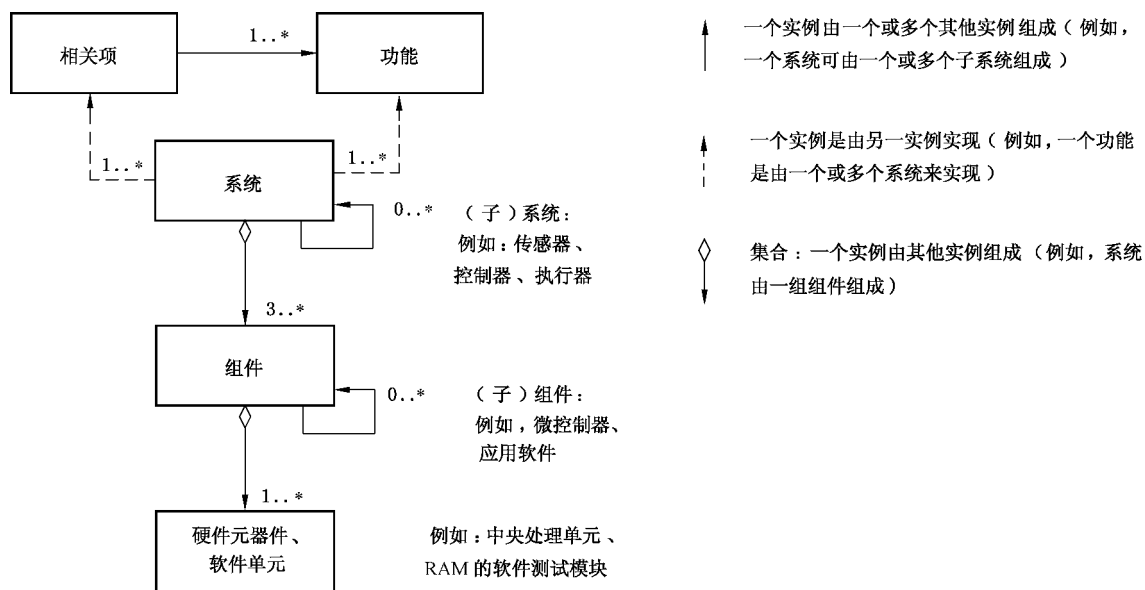 相关项
1..*
功能
1..*
1..*
系统
0..*
(子)系统:
例如:传感器、
控制器、执行器
3..*
组件
0..*
(子)组件:
例如,微控制器、
应用软件
1..*
硬件元器件、
软件单元
例如:中央处理单元、
RAM的软件测试模块
一个实例由一个或多个其他实例组成(例如,
一个系统可由一个或多个子系统组成)
一个实例是由另一实例实现(例如,一个功能
是由一个或多个系统来实现)
集合:一个实例由其他实例组成(例如,系统
由一组组件组成)